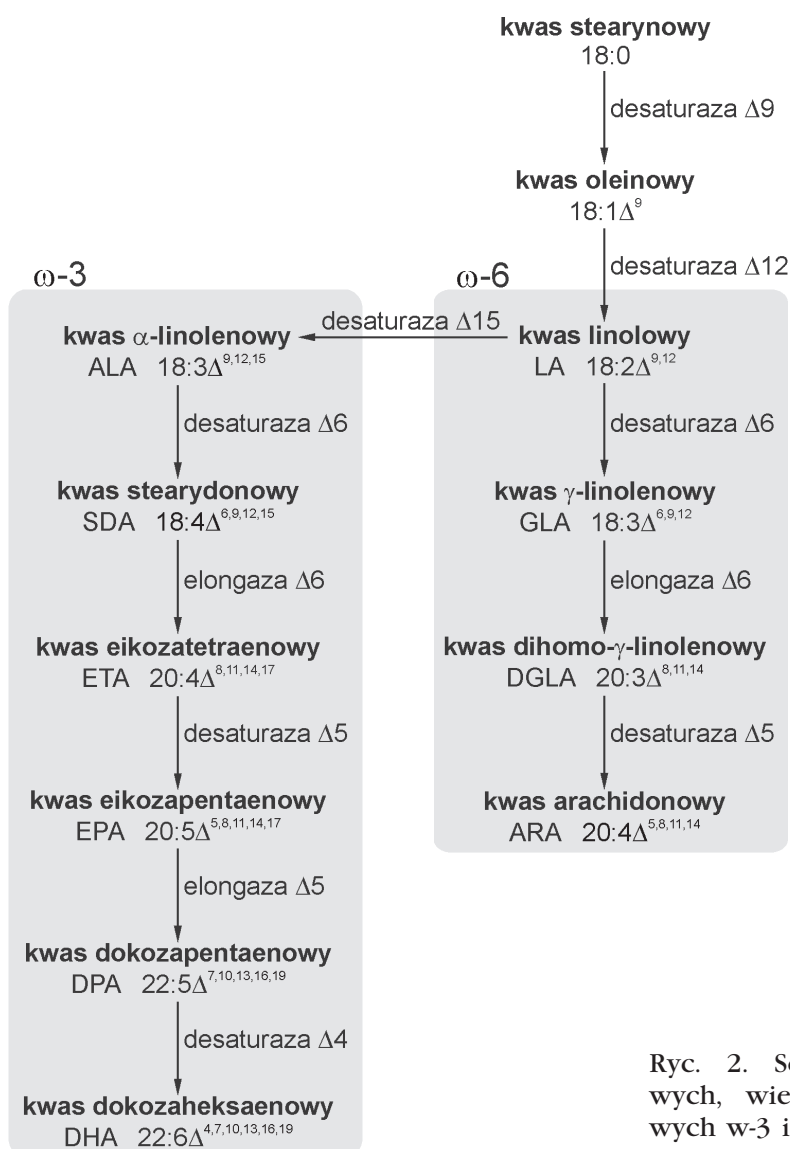 kwas stearynowy
18:0
desaturaza Δ9
kwas oleinowy
18:1Δ⁹
desaturaza Δ12
ω-3
ω-6
kwas α-linolenowy
ALA 18:3Δ⁹,¹²,¹⁵
desaturaza Δ15
kwas linolowy
LA 18:2Δ⁹,¹²
desaturaza Δ6
desaturaza Δ6
kwas stearydonowy
SDA 18:4Δ⁶,⁹,¹²,¹⁵
kwas γ-linolenowy
GLA 18:3Δ⁶,⁹,¹²
elongaza Δ6
elongaza Δ6
kwas eikozatetraenowy
ETA 20:4Δ⁸,¹¹,¹⁴,¹⁷
kwas dihomo-γ-linolenowy
DGLA 20:3Δ⁸,¹¹,¹⁴
desaturaza Δ5
desaturaza Δ5
kwas eikozapentaenowy
EPA 20:5Δ⁵,⁸,¹¹,¹⁴,¹⁷
kwas arachidonowy
ARA 20:4Δ⁵,⁸,¹¹,¹⁴
elongaza Δ5
kwas dokozapentaenowy
DPA 22:5Δ⁷,¹⁰,¹³,¹⁶,¹⁹
desaturaza Δ4
kwas dokozaheksaenowy
DHA 22:6Δ⁴,⁷,¹⁰,¹³,¹⁶,¹⁹
Ryc. 2.
wych, wie
wych w-3 i